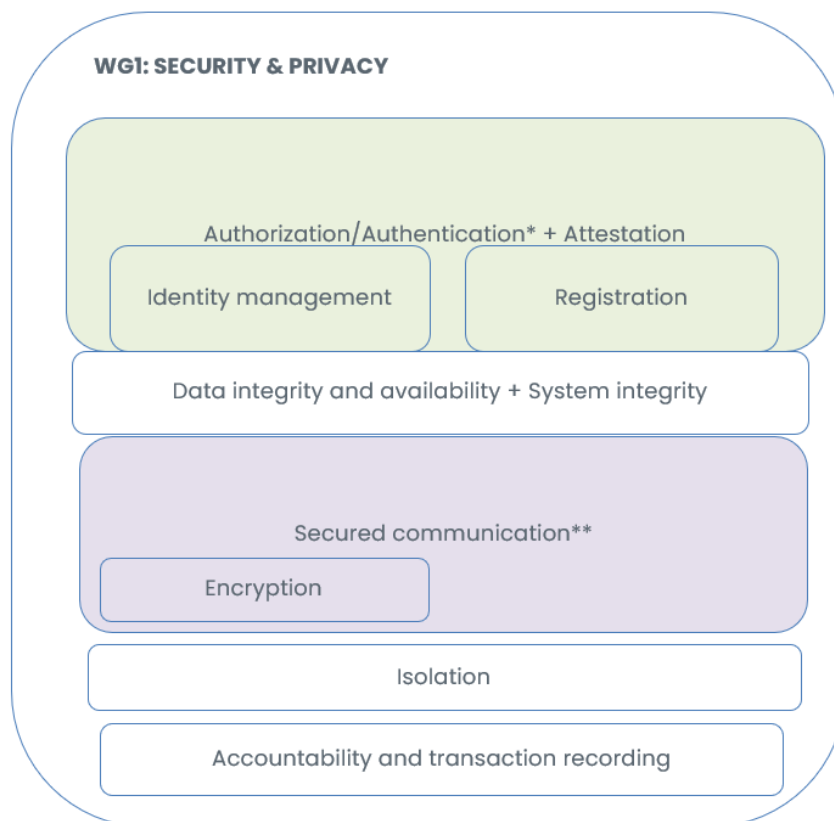 WG1: SECURITY & PRIVACY
Authorization/Authentication* + Attestation
Identity management
Registration
Data integrity and availability + System integrity
Secured communication**
Encryption
Isolation
Accountability and transaction recording